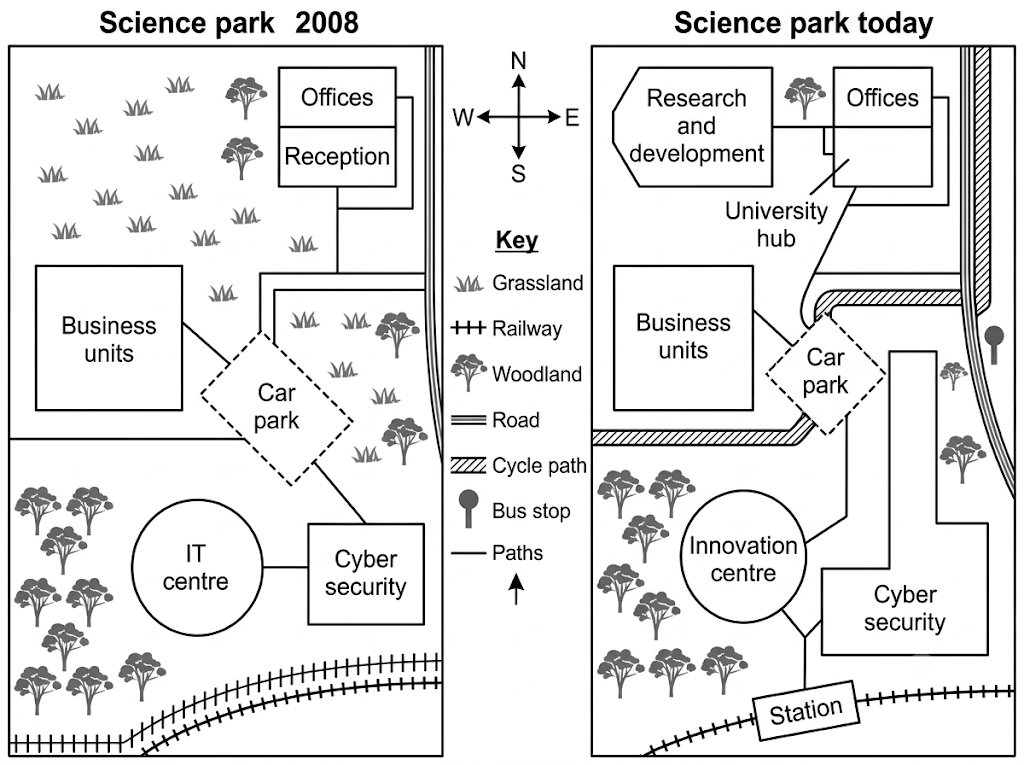 Science park 2008
Science park today
Offices
Reception
Business
units
Car
park
IT
centre
Cyber
security
N
W
E
S
Key
Grassland
Railway
Woodland
Road
Cycle path
Bus stop
Paths
Research
and
development
Offices
University
hub
Business
units
Car
park
Innovation
centre
Cyber
security
Station